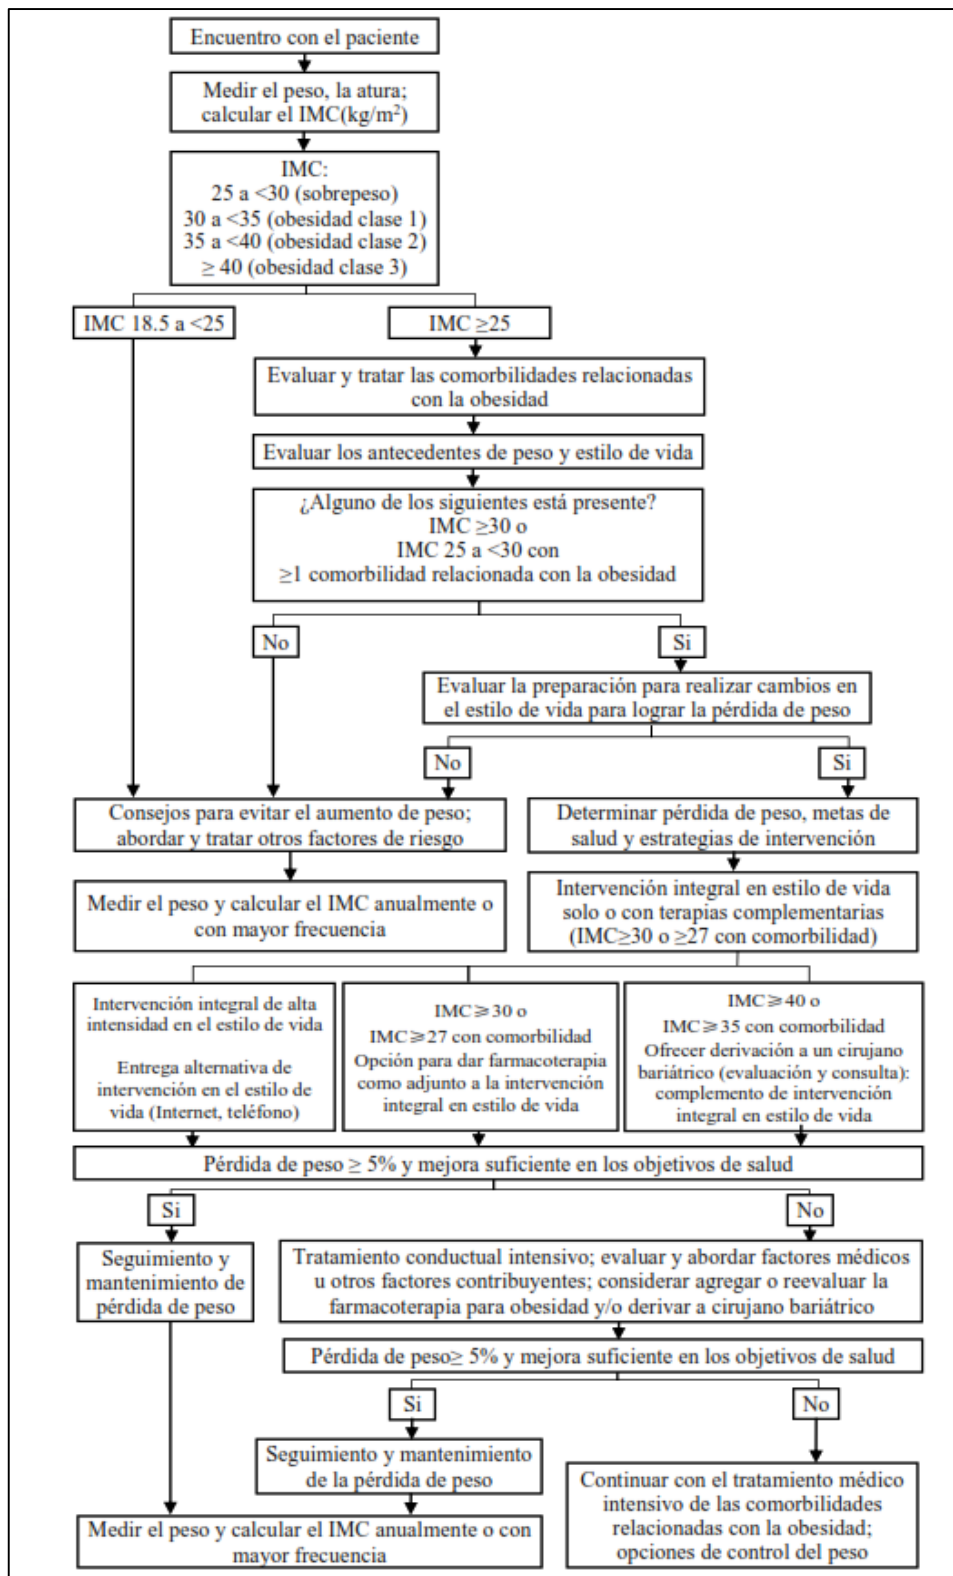 Encuentro con el paciente
Medir el peso, la atura;
calcular el IMC(kg/m²)
IMC:
25 a <30 (sobrepeso)
30 a <35 (obesidad clase 1)
35 a <40 (obesidad clase 2)
≥ 40 (obesidad clase 3)
IMC 18.5 a <25
IMC ≥25
Evaluar y tratar las comorbilidades relacionadas
con la obesidad
Evaluar los antecedentes de peso y estilo de vida
¿Alguno de los siguientes está presente?
IMC ≥30 o
IMC 25 a <30 con
≥1 comorbilidad relacionada con la obesidad
No
Si
Evaluar la preparación para realizar cambios en
el estilo de vida para lograr la pérdida de peso
No
Si
Consejos para evitar el aumento de peso;
abordar y tratar otros factores de riesgo
Determinar pérdida de peso, metas de
salud y estrategias de intervención
Medir el peso y calcular el IMC anualmente o
con mayor frecuencia
Intervención integral en estilo de vida
solo o con terapias complementarias
(IMC≥30 o ≥27 con comorbilidad)
Intervención integral de alta
intensidad en el estilo de vida
Entrega alternativa de
intervención en el estilo de
vida (Internet, teléfono)
IMC≥30 o
IMC≥27 con comorbilidad
Opción para dar farmacoterapia
como adjunto a la intervención
integral en estilo de vida
IMC≥40 o
IMC≥35 con comorbilidad
Ofrecer derivación a un cirujano
bariátrico (evaluación y consulta):
complemento de intervención
integral en estilo de vida
Pérdida de peso ≥ 5% y mejora suficiente en los objetivos de salud
Si
No
Seguimiento y
mantenimiento de
pérdida de peso
Tratamiento conductual intensivo; evaluar y abordar factores médicos
u otros factores contribuyentes; considerar agregar o reevaluar la
farmacoterapia para obesidad y/o derivar a cirujano bariátrico
Pérdida de peso≥ 5% y mejora suficiente en los objetivos de salud
Si
No
Seguimiento y mantenimiento
de la pérdida de peso
Continuar con el tratamiento médico
intensivo de las comorbilidades
relacionadas con la obesidad;
opciones de control del peso
Medir el peso y calcular el IMC anualmente o con
mayor frecuencia